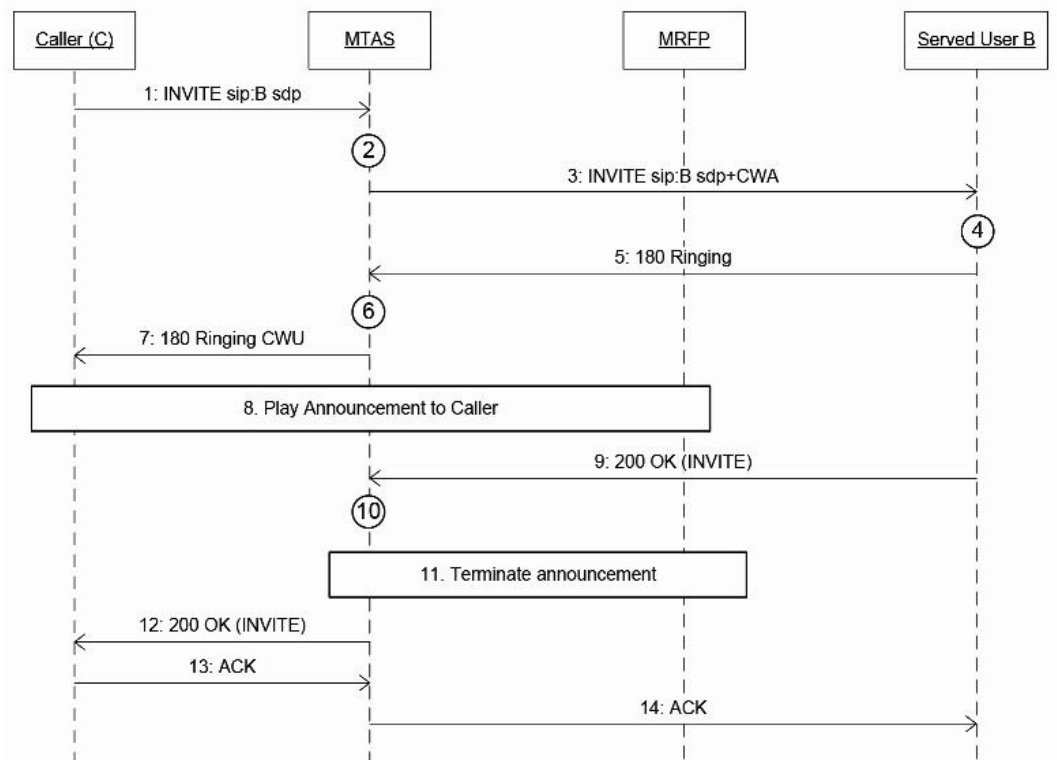 Caller (C)
MTAS
MRFP
Served User B
1: INVITE sip:B sdp
2
3: INVITE sip:B sdp+CWA
4
5: 180 Ringing
6
7: 180 Ringing CWU
8. Play Announcement to Caller
9: 200 OK (INVITE)
10
11. Terminate announcement
12: 200 OK (INVITE)
13: ACK
14: ACK